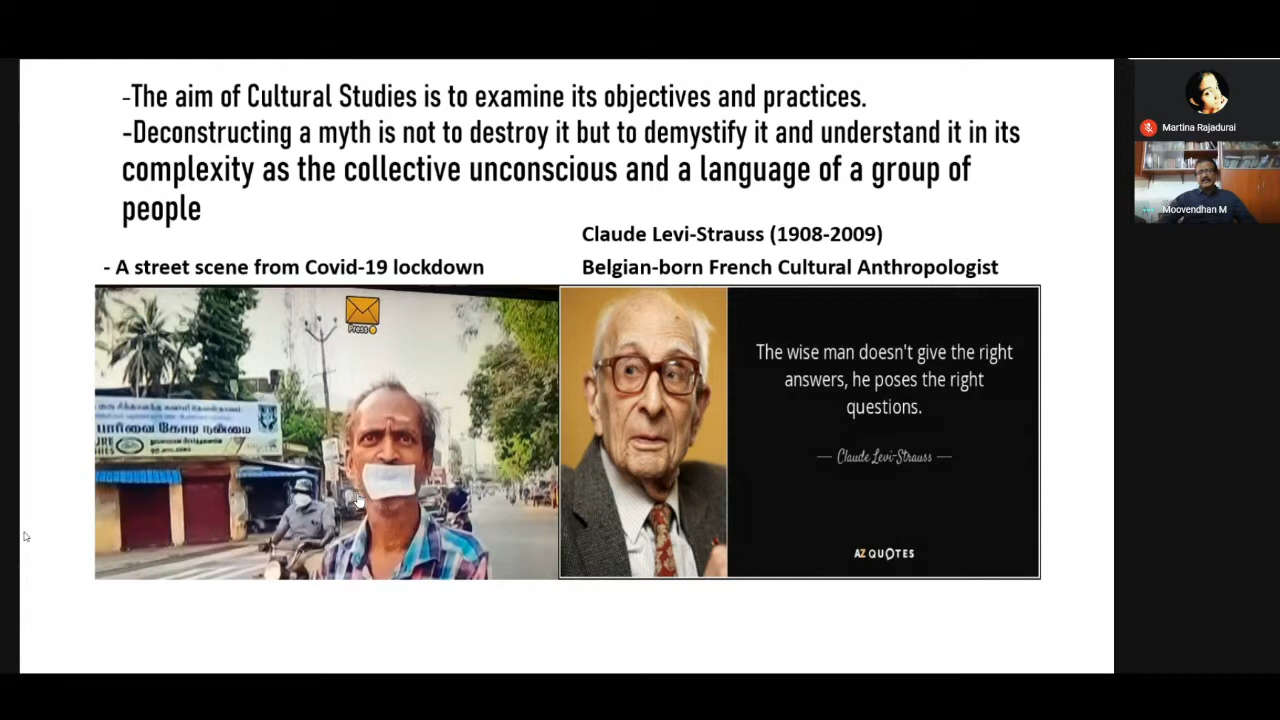 -The aim of Cultural Studies is to examine its objectives and practices.
-Deconstructing a myth is not to destroy it but to demystify it and understand it in its
complexity as the collective unconscious and a language of a group of
people
Claude Levi-Strauss (1908-2009)
- A street scene from Covid-19 lockdown
Belgian-born French Cultural Anthropologist
Press
பார்வை கோடி நன்மை
The wise man doesn't give the right
answers, he poses the right
questions.
— Claude Levi-Strauss —
AZ QUOTES
Martina Rajadurai
Moovendhan M